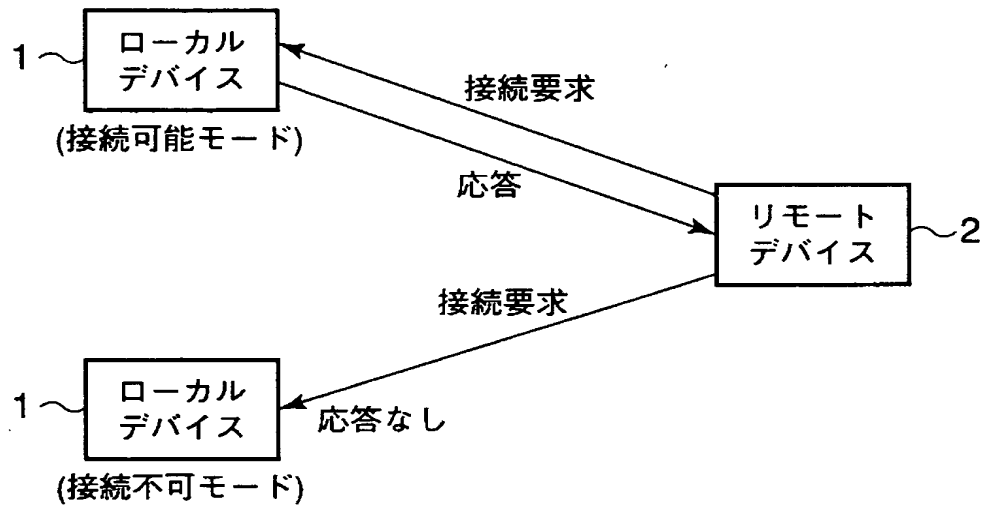 1
ローカル
デバイス
(接続可能モード)
接続要求
応答
リモート
デバイス
2
接続要求
1
ローカル
デバイス
応答なし
(接続不可モード)